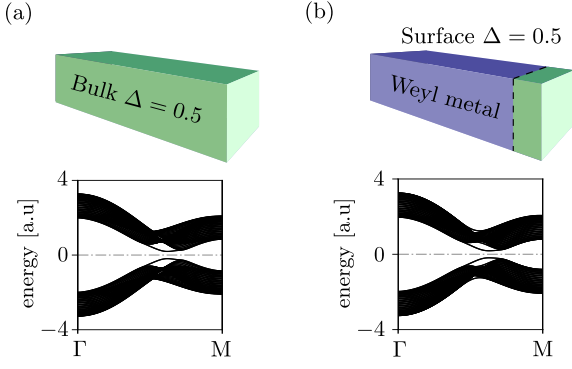 (a)
Bulk Δ = 0.5
4
0
−4
energy [a.u]
Γ
M
(b)
Surface Δ = 0.5
Weyl metal
4
0
−4
energy [a.u]
Γ
M